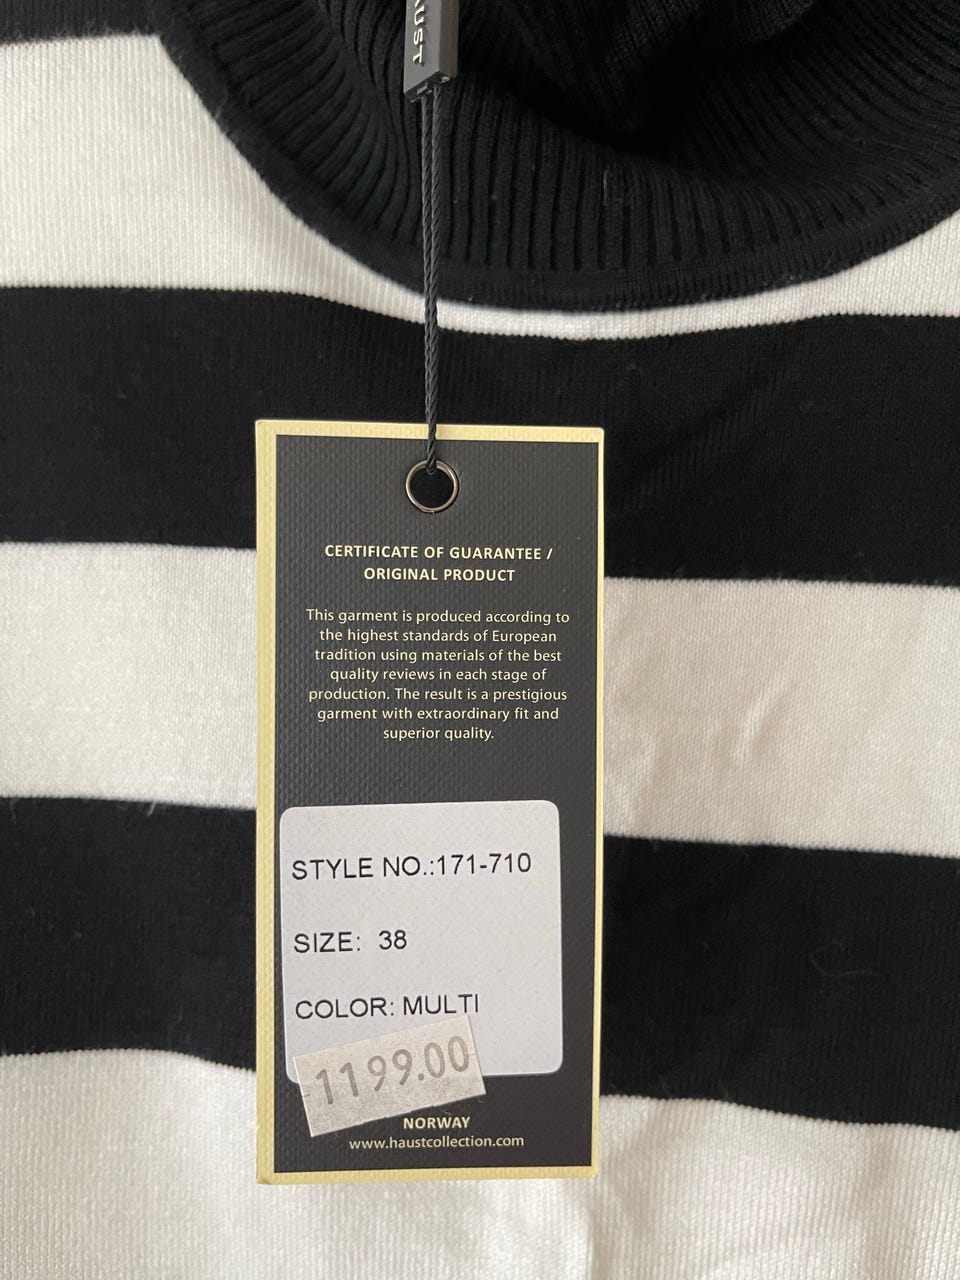 CERTIFICATE OF GUARANTEE /
ORIGINAL PRODUCT
This garment is produced according to
the highest standards of European
tradition using materials of the best
quality reviews in each stage of
production. The result is a prestigious
garment with extraordinary fit and
superior quality.
STYLE NO.:171-710
SIZE: 38
COLOR: MULTI
1199.00
NORWAY
www.haustcollection.com